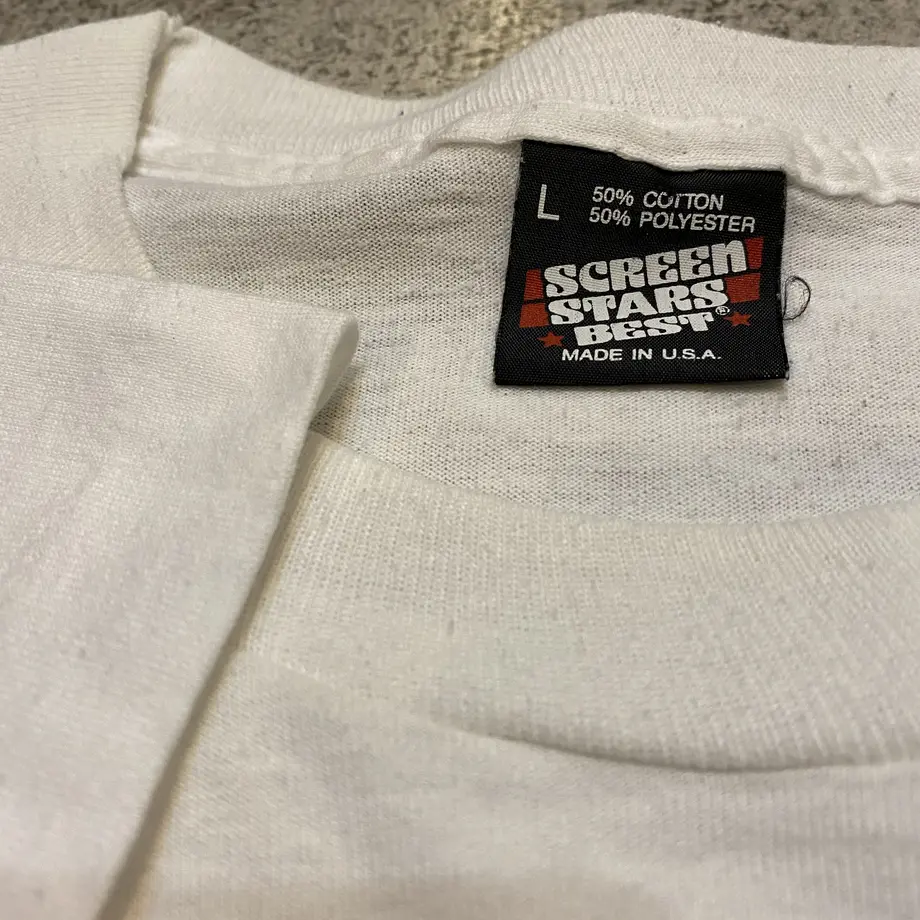 L
50% COTTON
50% POLYESTER
SCREEN
STARS
BEST®
MADE IN U.S.A.